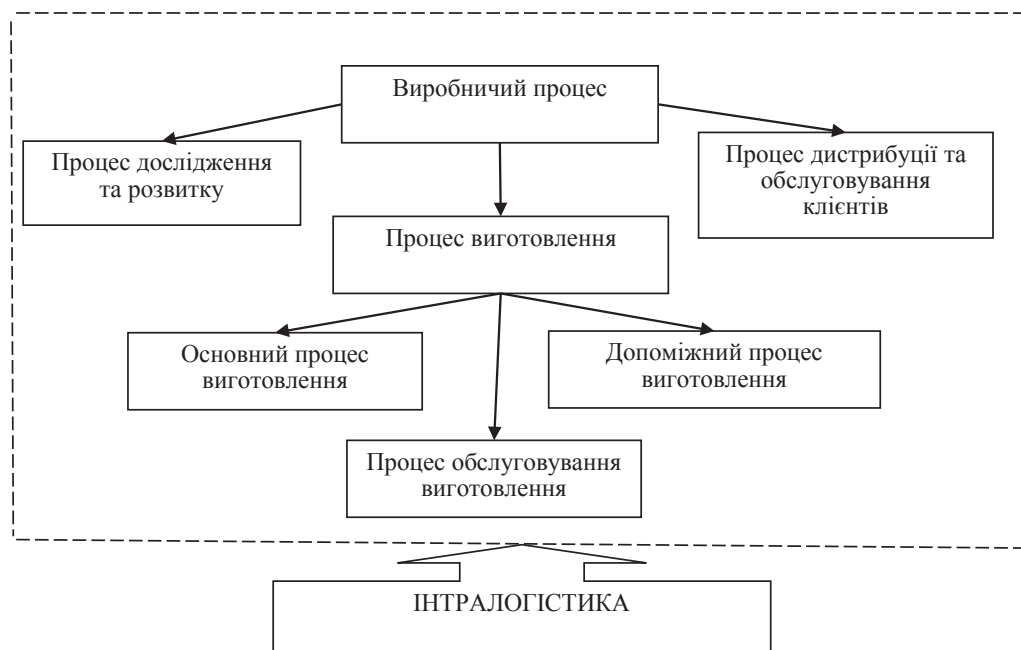 Виробничий процес
Процес дослідження
та розвитку
Процес дистрибуції та
обслуговування
клієнтів
Процес виготовлення
Основний процес
виготовлення
Допоміжний процес
виготовлення
Процес обслуговування
виготовлення
ІНТРАЛОГІСТИКА